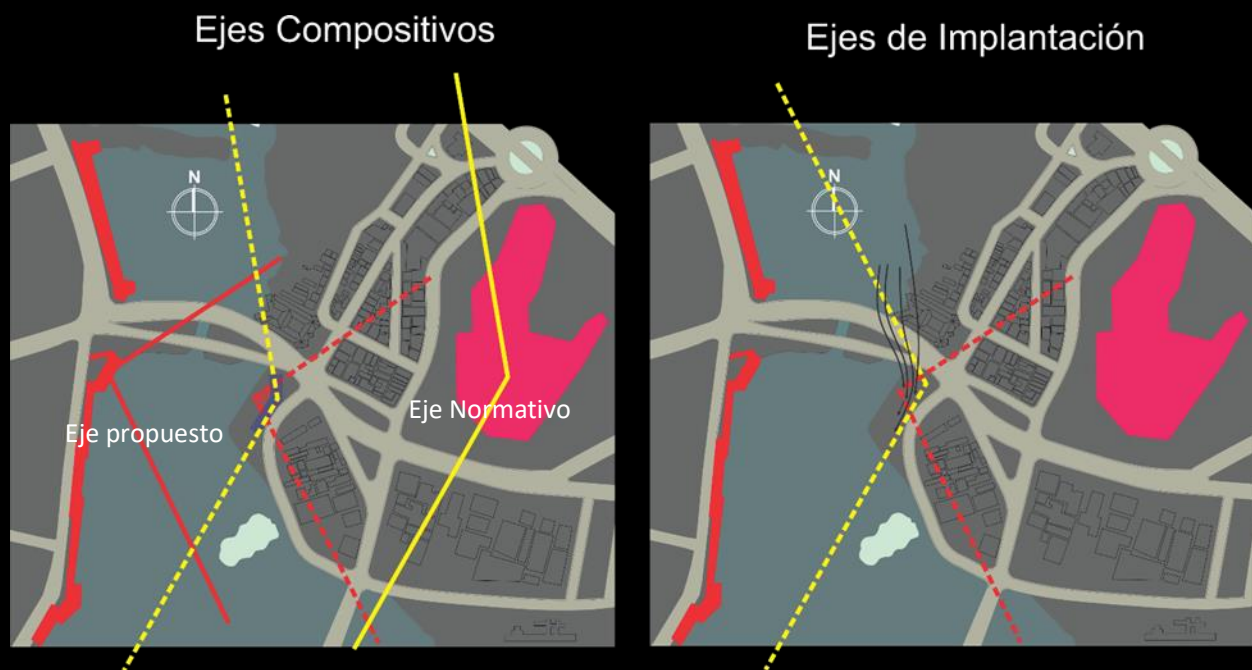 Ejes Compositivos
Ejes de Implantación
N
N
Eje Normativo
Eje propuesto